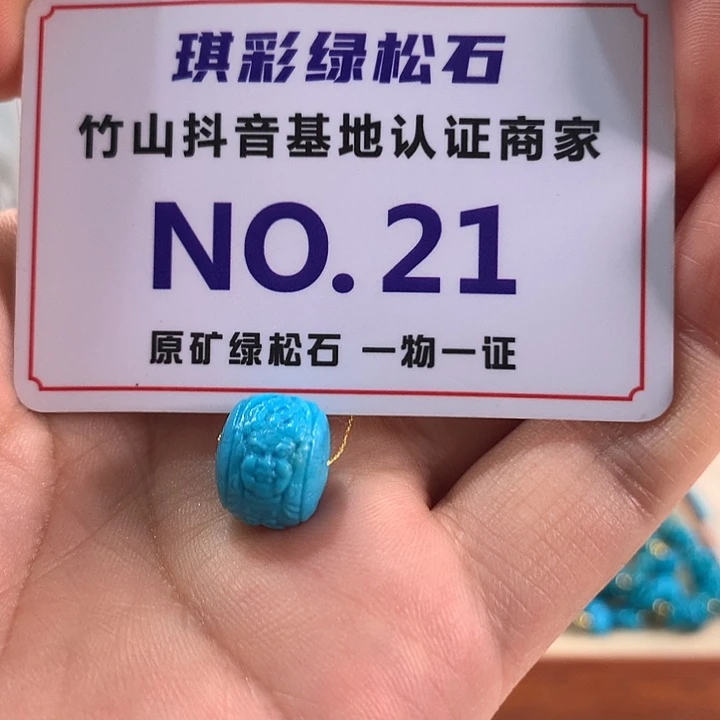 琪彩绿松石
竹山抖音基地认证商家
NO.21
原矿绿松石 一物一证